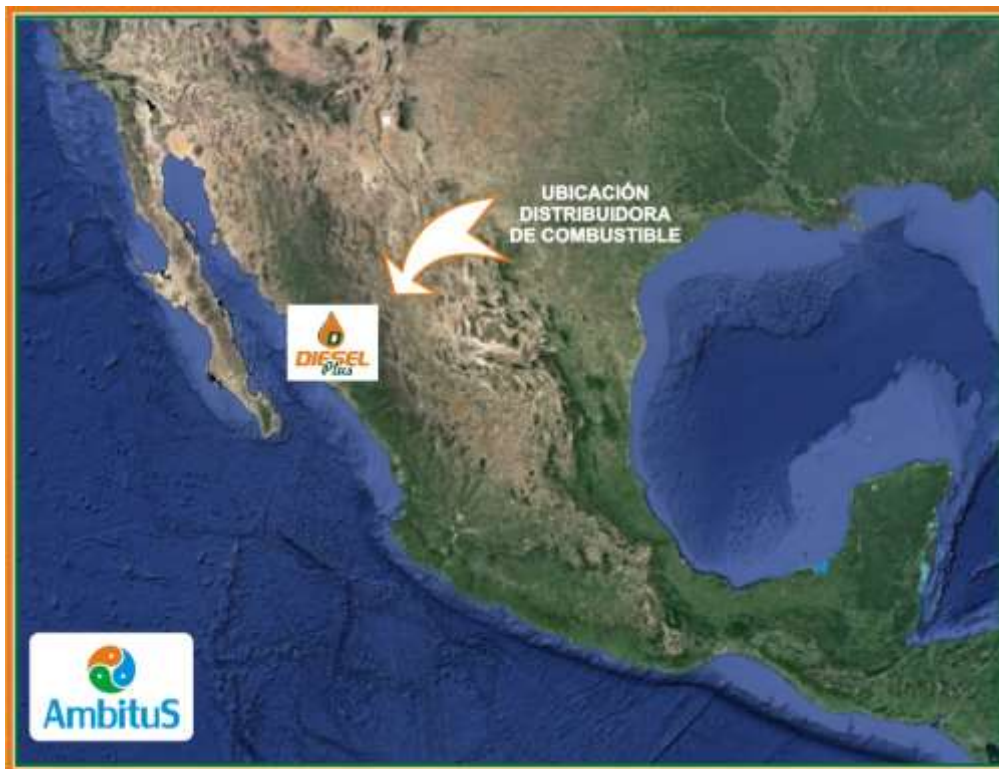 UBICACIÓN
DISTRIBUIDORA
DE COMBUSTIBLE
D
DIESEL
Plus
AmbituS